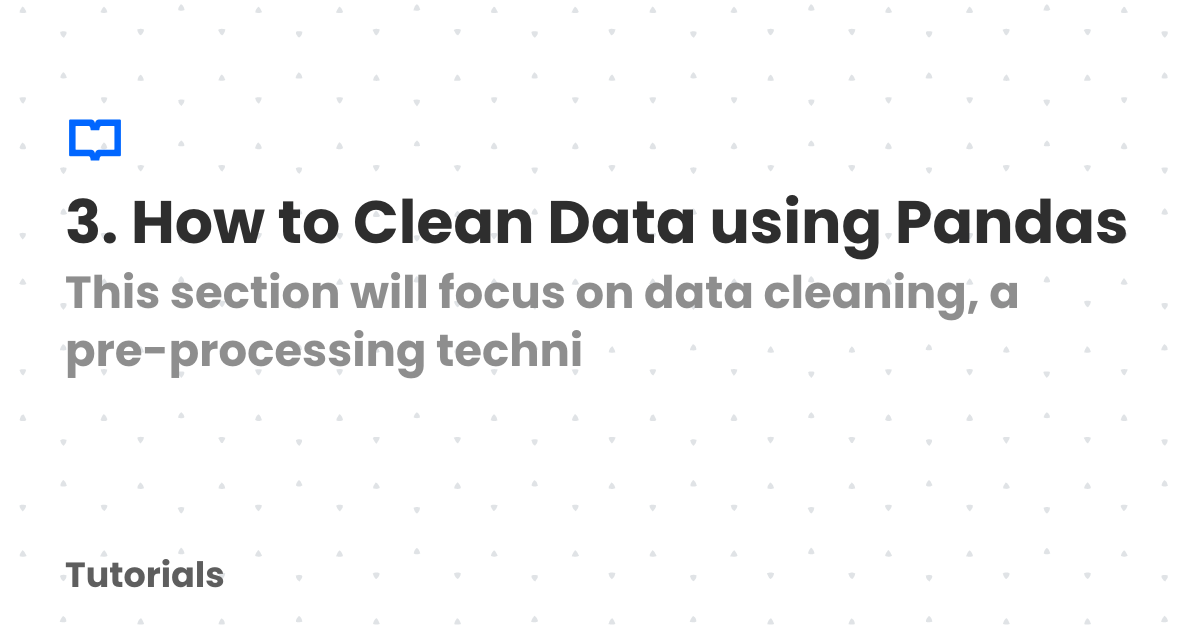 3. How to Clean Data using Pandas
This section will focus on data cleaning, a
pre-processing techni
Tutorials